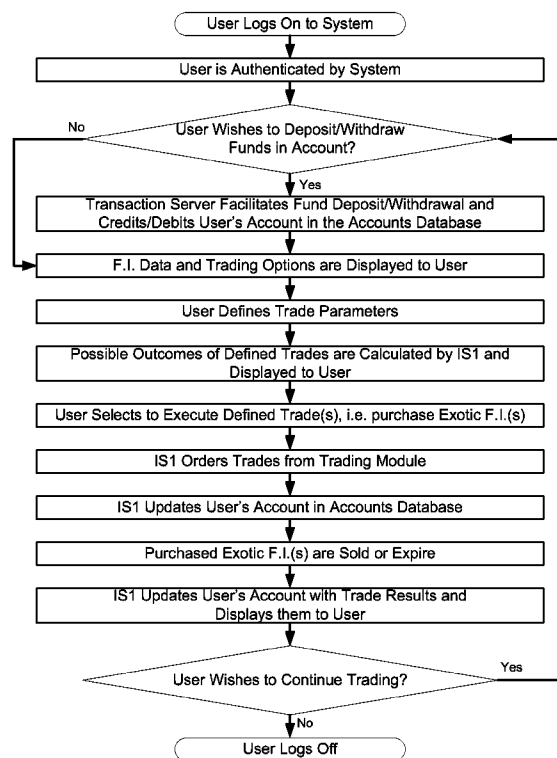 User Logs On to System
User is Authenticated by System
No
User Wishes to Deposit/Withdraw
Funds in Account?
Yes
Transaction Server Facilitates Fund Deposit/Withdrawal and
Credits/Debits User's Account in the Accounts Database
F.I. Data and Trading Options are Displayed to User
User Defines Trade Parameters
Possible Outcomes of Defined Trades are Calculated by IS1 and
Displayed to User
User Selects to Execute Defined Trade(s), i.e. purchase Exotic F.I.(s)
IS1 Orders Trades from Trading Module
IS1 Updates User's Account in Accounts Database
Purchased Exotic F.I.(s) are Sold or Expire
IS1 Updates User's Account with Trade Results and
Displays them to User
User Wishes to Continue Trading?
Yes
No
User Logs Off